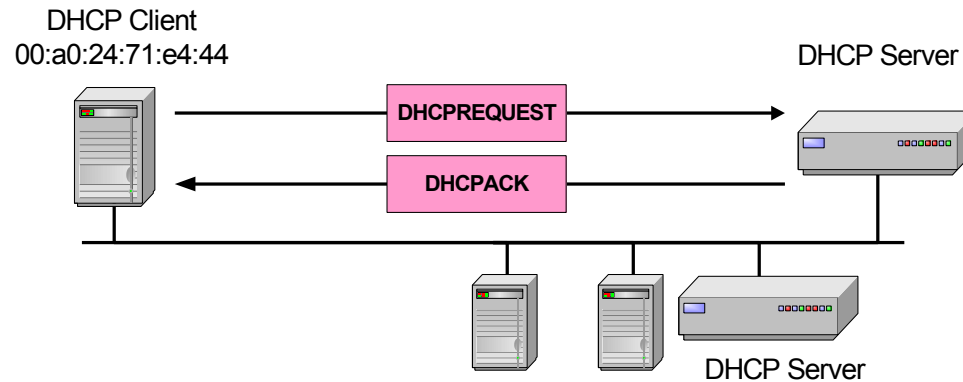 DHCP Client
00:a0:24:71:e4:44
DHCP Server
DHCPREQUEST
DHCPACK
DHCP Server